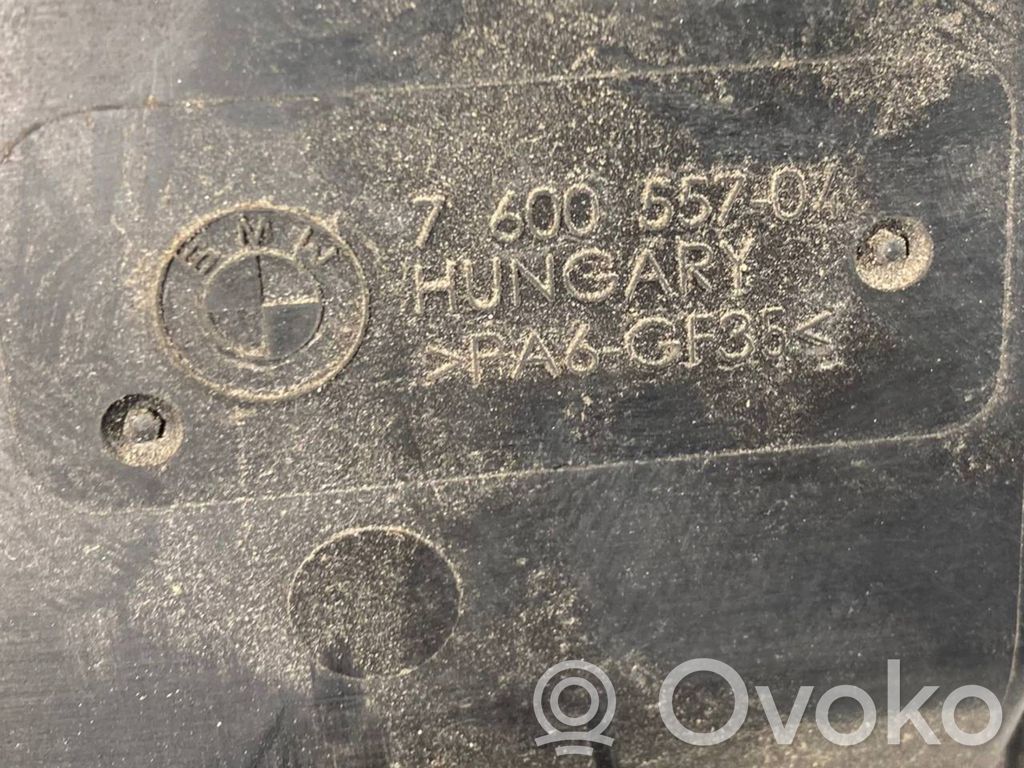 BMW
7 600 557-04
HUNGARY
>PA6-GF35<
Ovoko